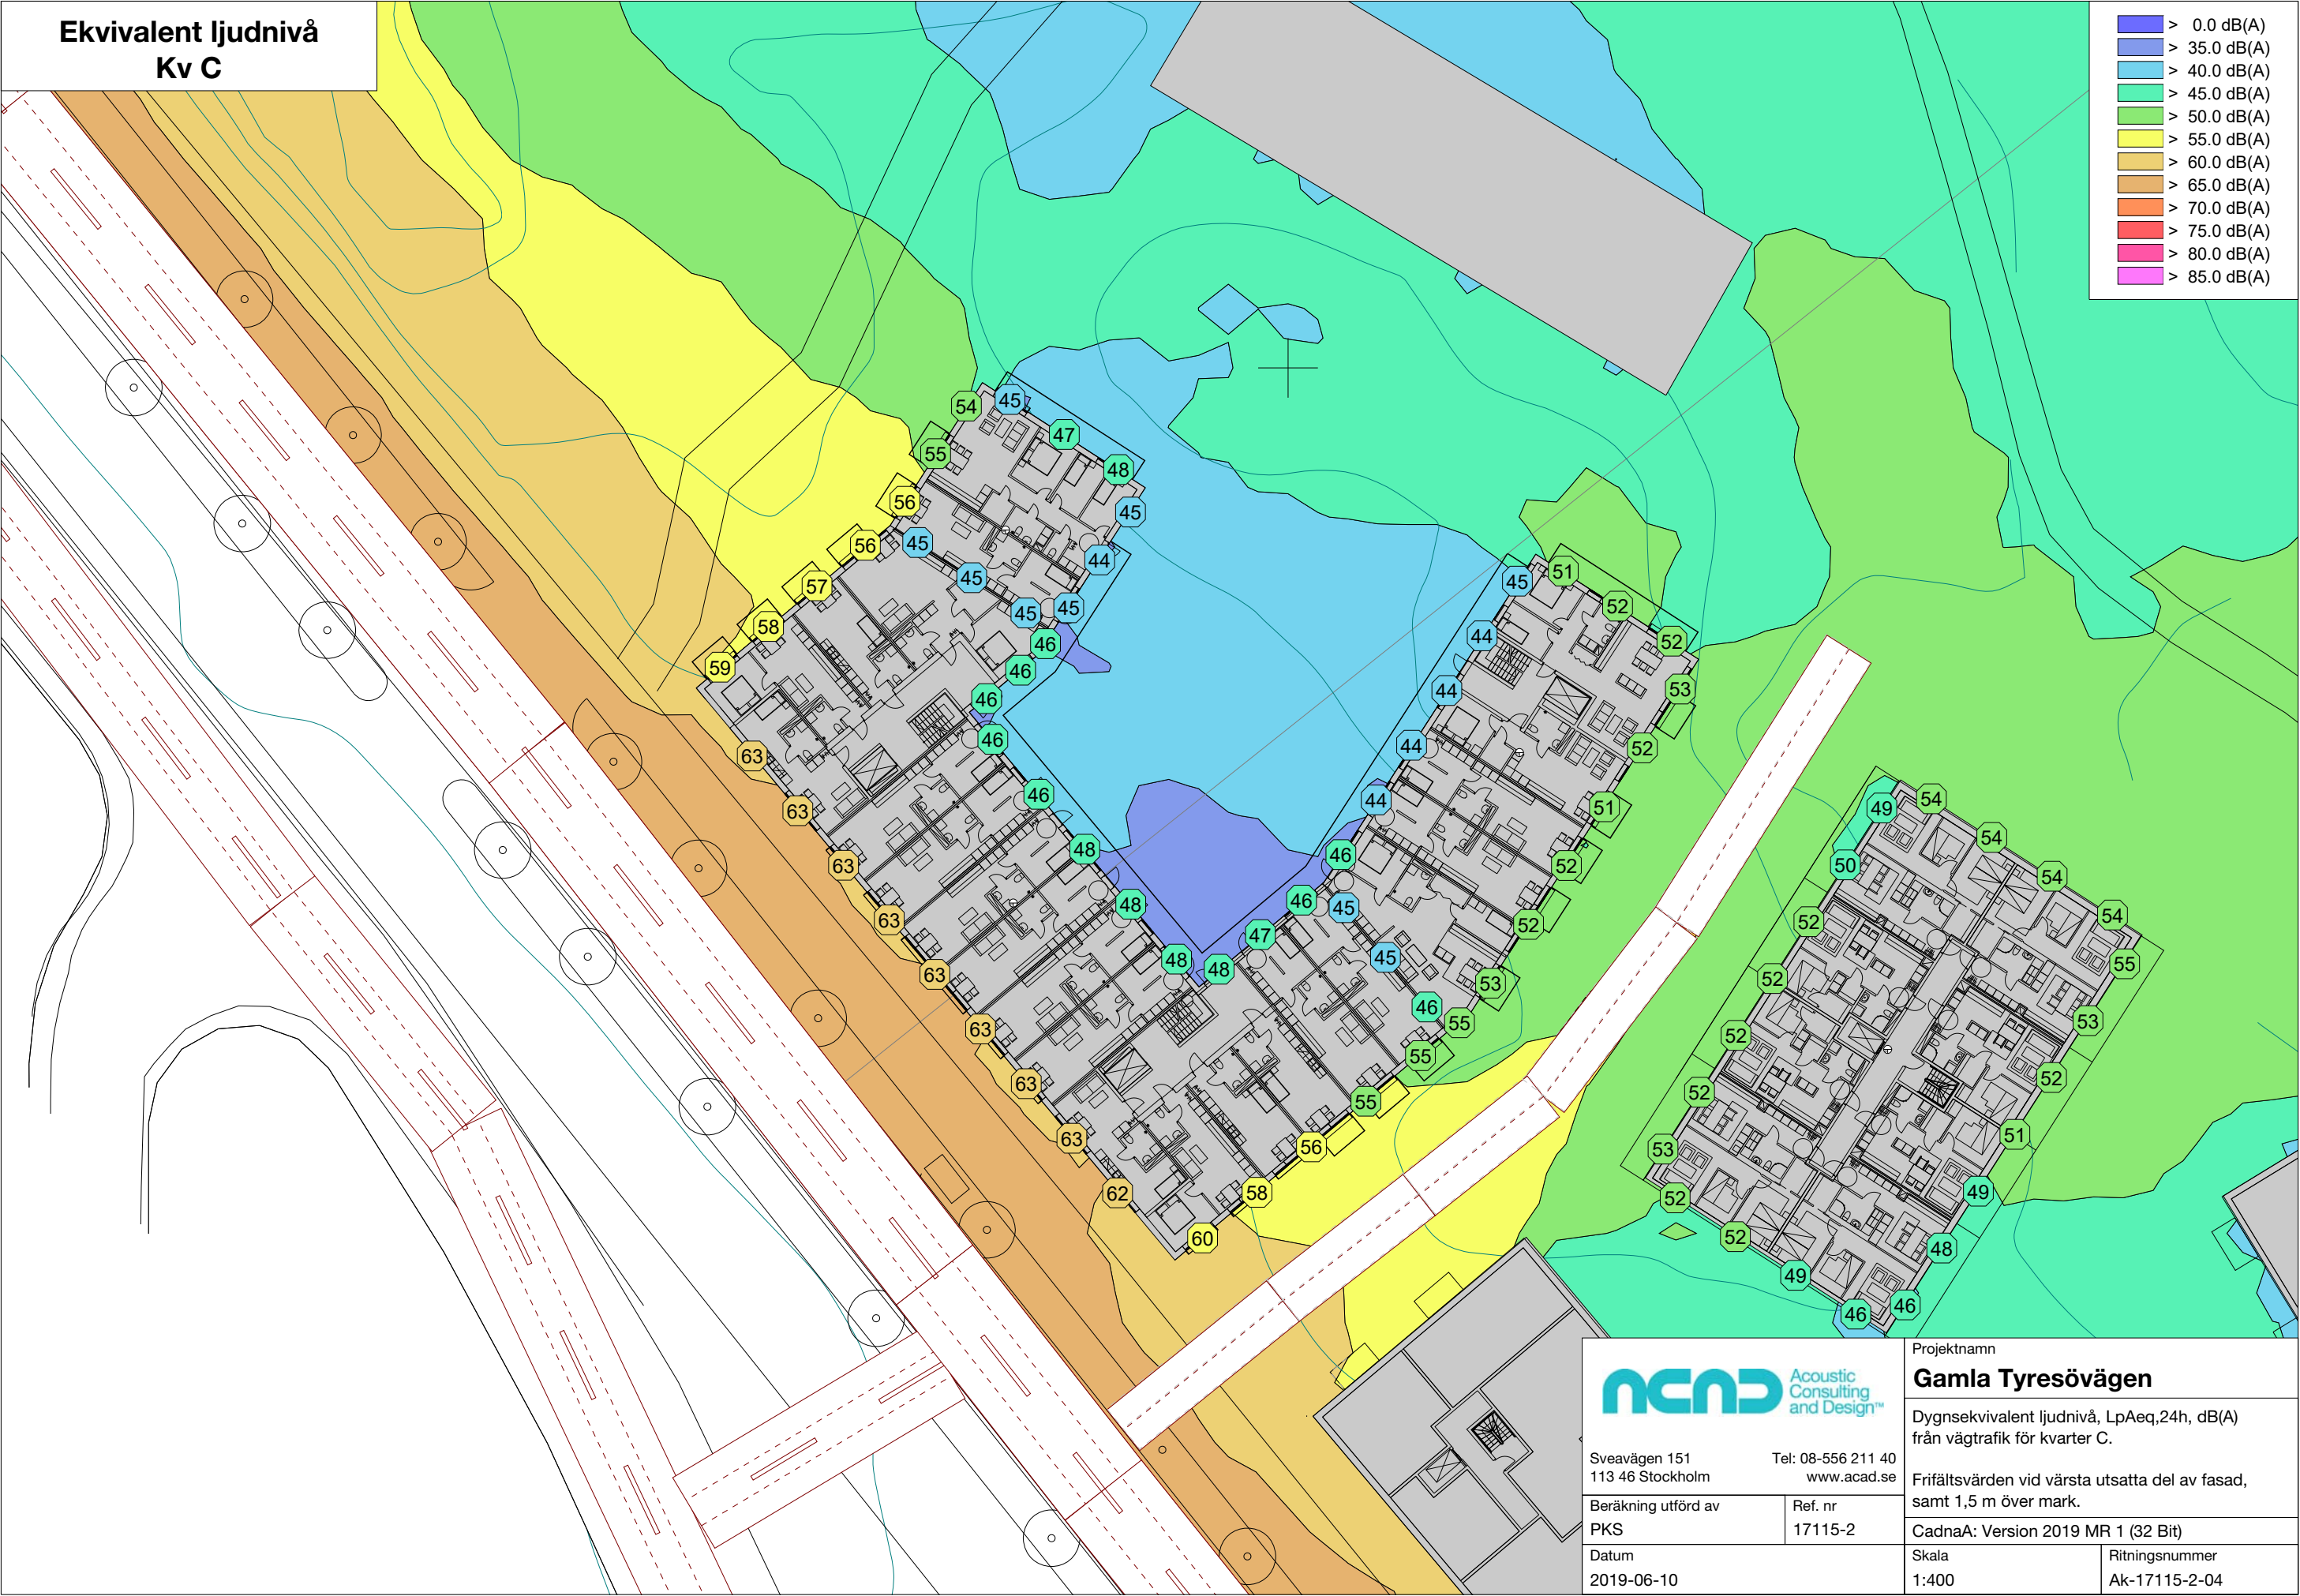 Ekvivalent ljudnivå
Kv C
> 0.0 dB(A)
> 35.0 dB(A)
> 40.0 dB(A)
> 45.0 dB(A)
> 50.0 dB(A)
> 55.0 dB(A)
> 60.0 dB(A)
> 65.0 dB(A)
> 70.0 dB(A)
> 75.0 dB(A)
> 80.0 dB(A)
> 85.0 dB(A)
54
45
47
48
55
56
45
56
45
44
57
45
45
45
58
46
59
46
46
46
63
46
63
48
63
48
63
48
63
48
63
47
63
46
63
46
62
60
58
56
55
55
55
53
46
45
45
52
52
51
52
53
52
52
51
45
44
44
44
44
49
54
54
54
54
55
50
52
52
52
52
53
52
52
49
46
46
48
49
51
52
53
acad
Acoustic
Consulting
and Design™
Sveavägen 151
113 46 Stockholm
Tel: 08-556 211 40
www.acad.se
Beräkning utförd av
PKS
Ref. nr
17115-2
Datum
2019-06-10
Projektnamn
Gamla Tyresövägen
Dygnsekvivalent ljudnivå, LpAeq,24h, dB(A)
från vägtrafik för kvarter C.
Frifältsvärden vid värsta utsatta del av fasad,
samt 1,5 m över mark.
CadnaA: Version 2019 MR 1 (32 Bit)
Skala
1:400
Ritningsnummer
Ak-17115-2-04